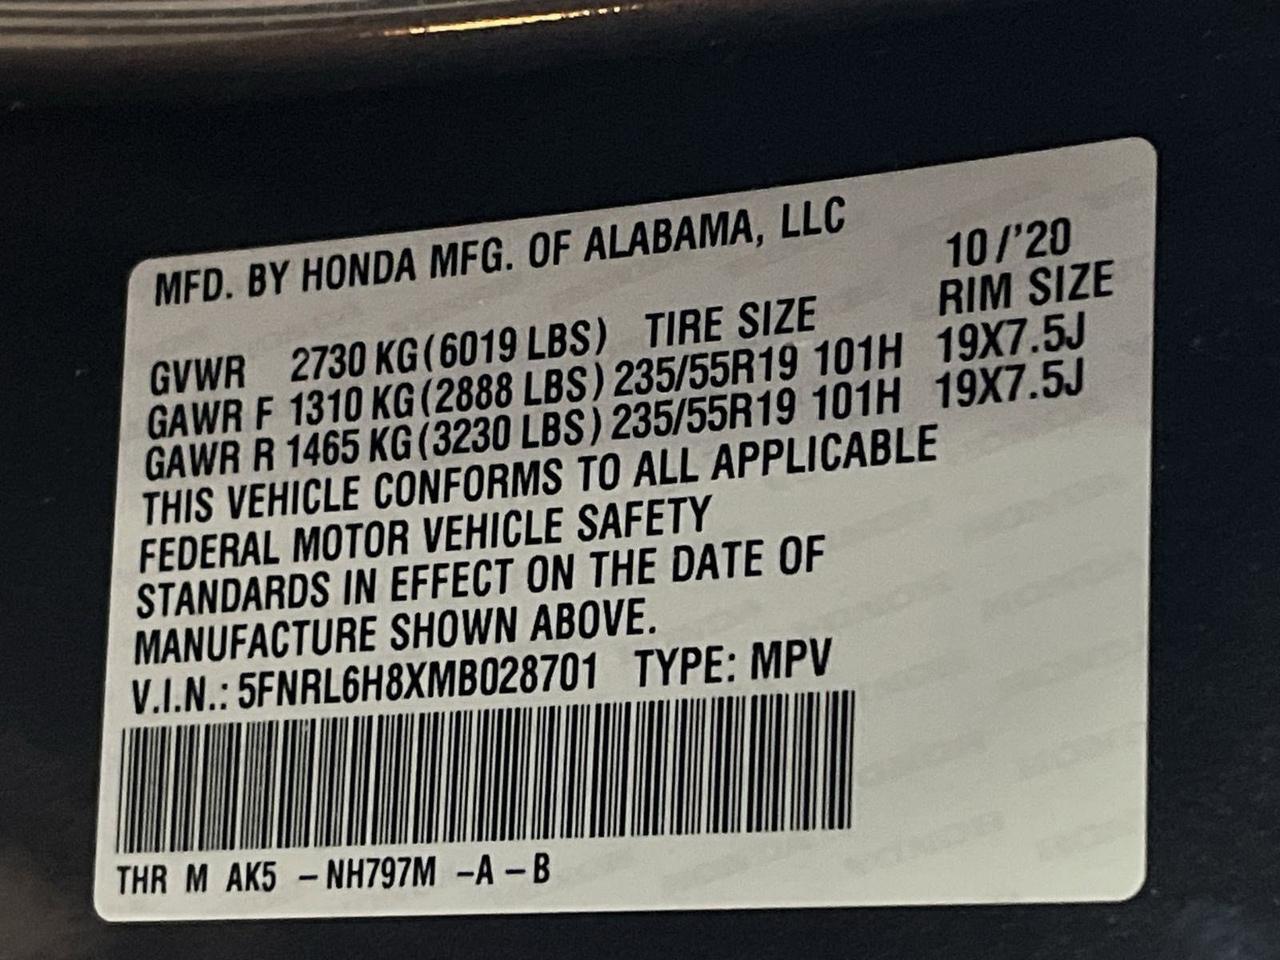 MFD. BY HONDA MFG. OF ALABAMA, LLC 10/'20
GVWR 2730 KG(6019 LBS) TIRE SIZE RIM SIZE
GAWR F 1310 KG(2888 LBS) 235/55R19 101H 19X7.5J
GAWR R 1465 KG(3230 LBS) 235/55R19 101H 19X7.5J
THIS VEHICLE CONFORMS TO ALL APPLICABLE
FEDERAL MOTOR VEHICLE SAFETY
STANDARDS IN EFFECT ON THE DATE OF
MANUFACTURE SHOWN ABOVE.
V.I.N.: 5FNRL6H8XMB028701 TYPE: MPV
THR M AK5 –NH797M –A –B